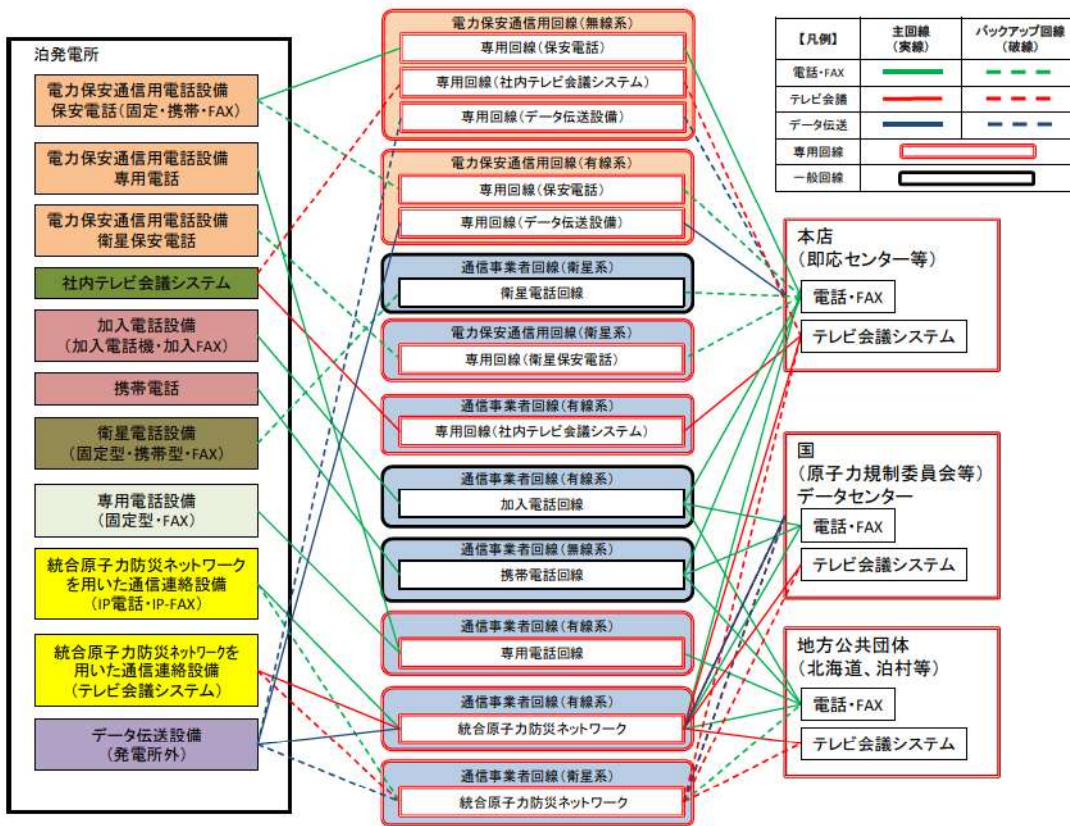 泊発電所
電力保安通信用電話設備
保安電話(固定・携帯・FAX)
電力保安通信用電話設備
専用電話
電力保安通信用電話設備
衛星保安電話
社内テレビ会議システム
加入電話設備
(加入電話機・加入FAX)
携帯電話
衛星電話設備
(固定型・携帯型・FAX)
専用電話設備
(固定型・FAX)
統合原子力防災ネットワーク
を用いた通信連絡設備
(IP電話・IP-FAX)
統合原子力防災ネットワークを
用いた通信連絡設備
(テレビ会議システム)
データ伝送設備
(発電所外)
電力保安通信用回線(無線系)
専用回線(保安電話)
専用回線(社内テレビ会議システム)
専用回線(データ伝送設備)
電力保安通信用回線(有線系)
専用回線(保安電話)
専用回線(データ伝送設備)
通信事業者回線(衛星系)
衛星電話回線
電力保安通信用回線(衛星系)
専用回線(衛星保安電話)
通信事業者回線(有線系)
専用回線(社内テレビ会議システム)
通信事業者回線(有線系)
加入電話回線
通信事業者回線(無線系)
携帯電話回線
通信事業者回線(有線系)
専用電話回線
通信事業者回線(有線系)
統合原子力防災ネットワーク
通信事業者回線(衛星系)
統合原子力防災ネットワーク
【凡例】 主回線 バックアップ回線
(実線) (破線)
電話・FAX
テレビ会議
データ伝送
専用回線
一般回線
本店
(即応センター等)
電話・FAX
テレビ会議システム
国
(原子力規制委員会等)
データセンター
電話・FAX
テレビ会議システム
地方公共団体
(北海道、泊村等)
電話・FAX
テレビ会議システム